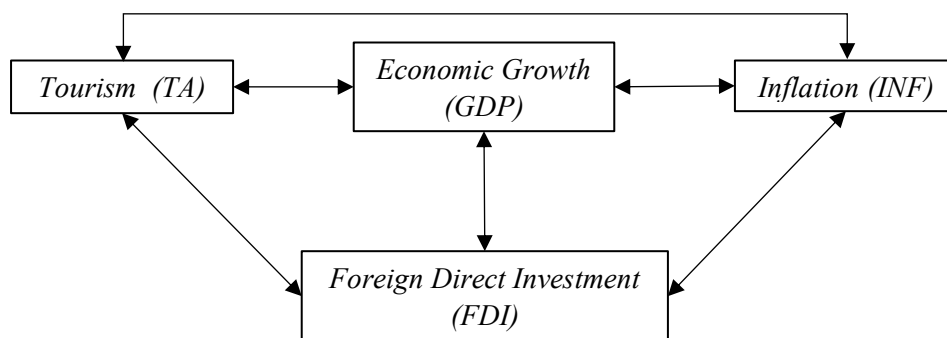 Tourism (TA)
Economic Growth
(GDP)
Inflation (INF)
Foreign Direct Investment
(FDI)